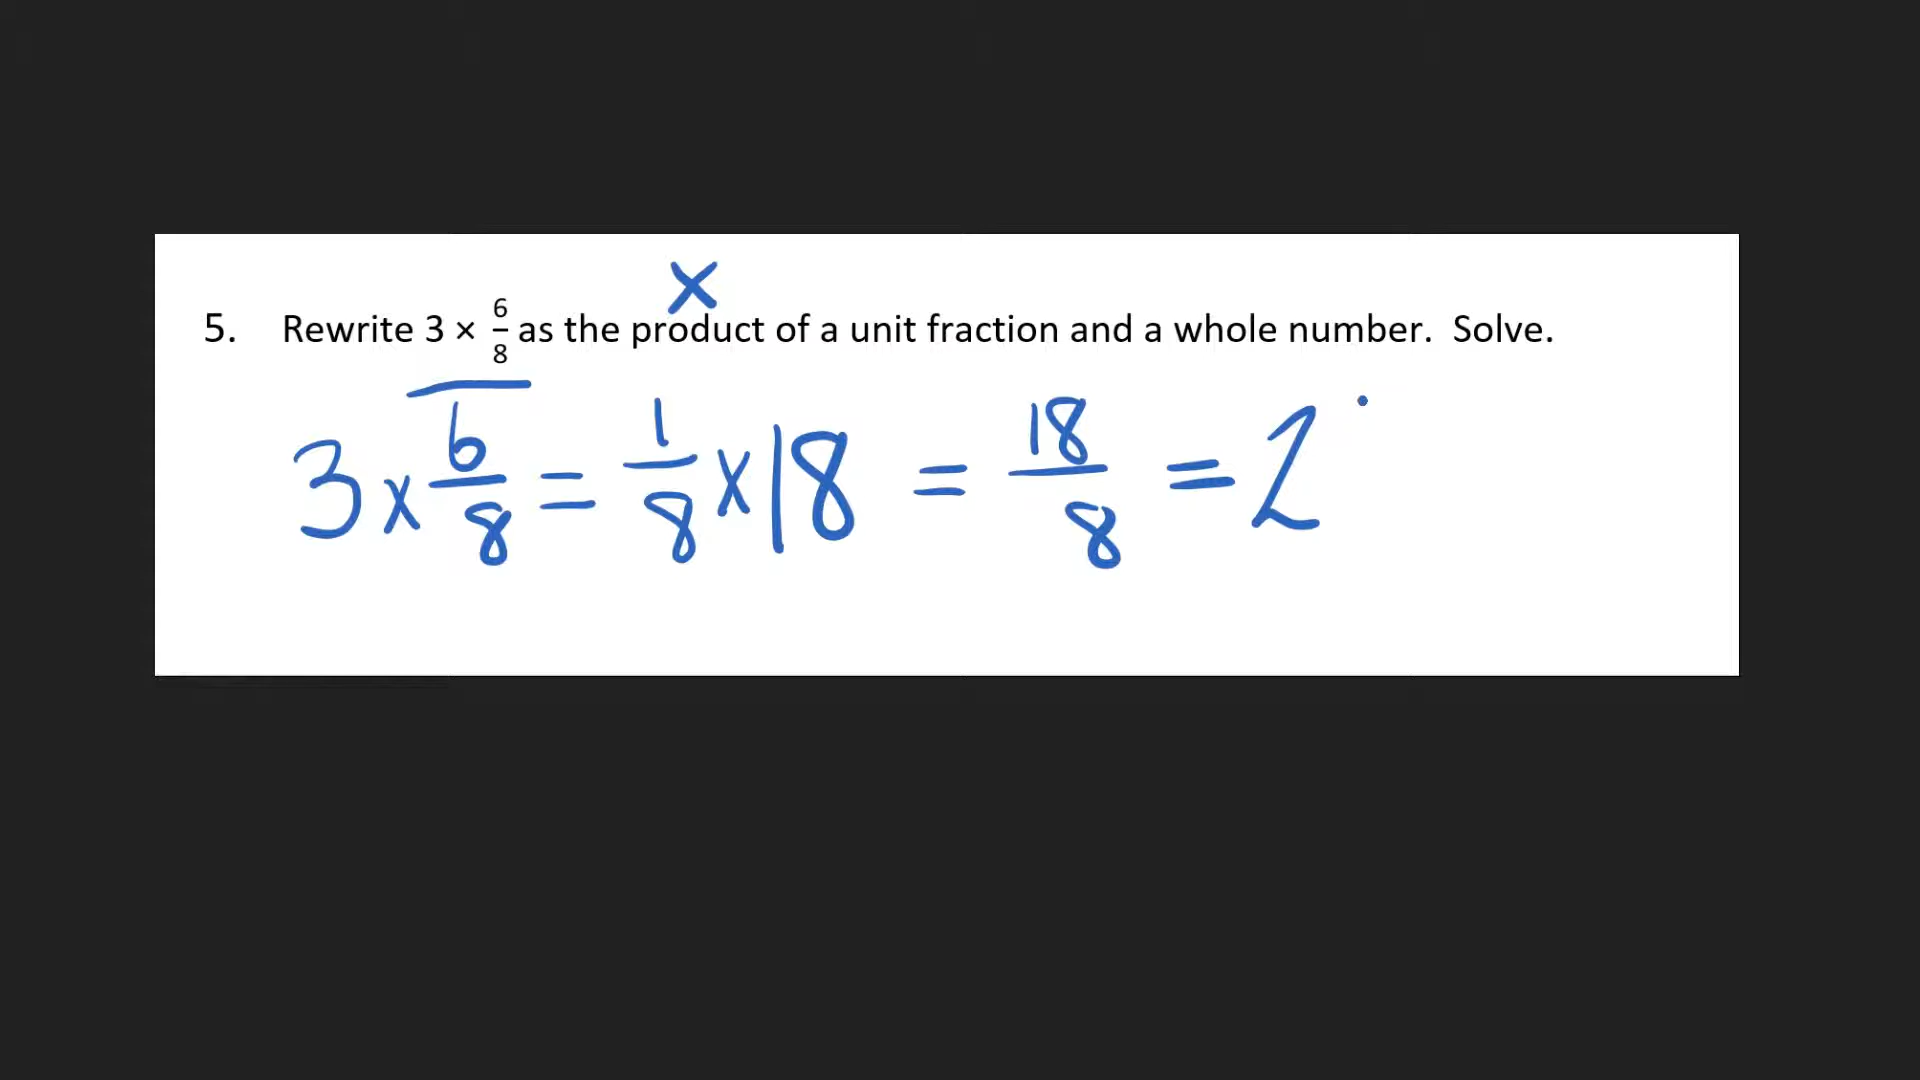 ×
5. Rewrite 3 × 6/8 as the product of a unit fraction and a whole number. Solve.
3 × 6/8 = 1/8 × 18 = 18/8 = 2